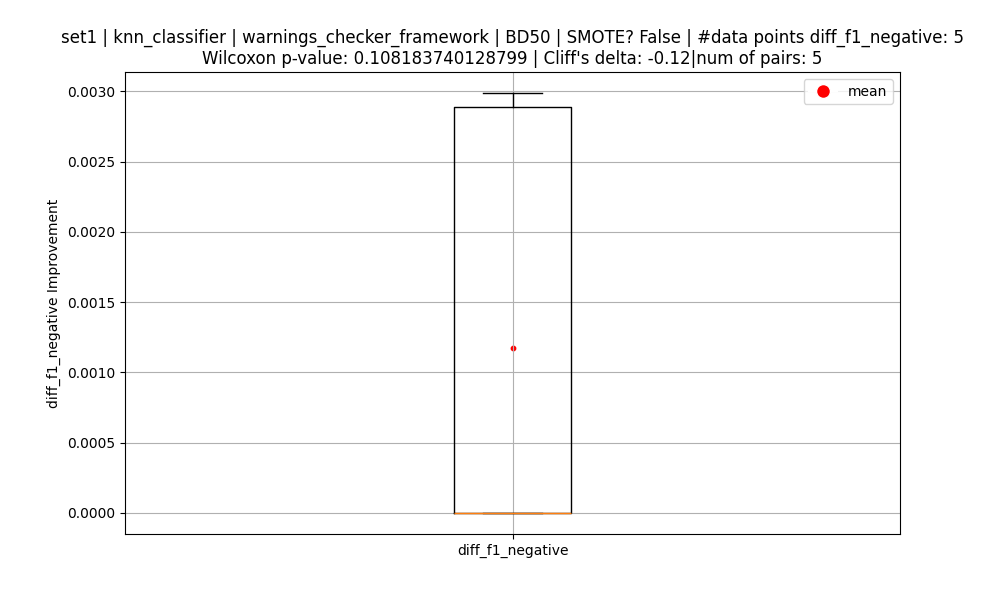 set1 | knn_classifier | warnings_checker_framework | BD50 | SMOTE? False | #data points diff_f1_negative: 5
Wilcoxon p-value: 0.108183740128799 | Cliff's delta: -0.12|num of pairs: 5
mean
0.0030
0.0025
0.0020
0.0015
0.0010
0.0005
0.0000
diff_f1_negative Improvement
diff_f1_negative